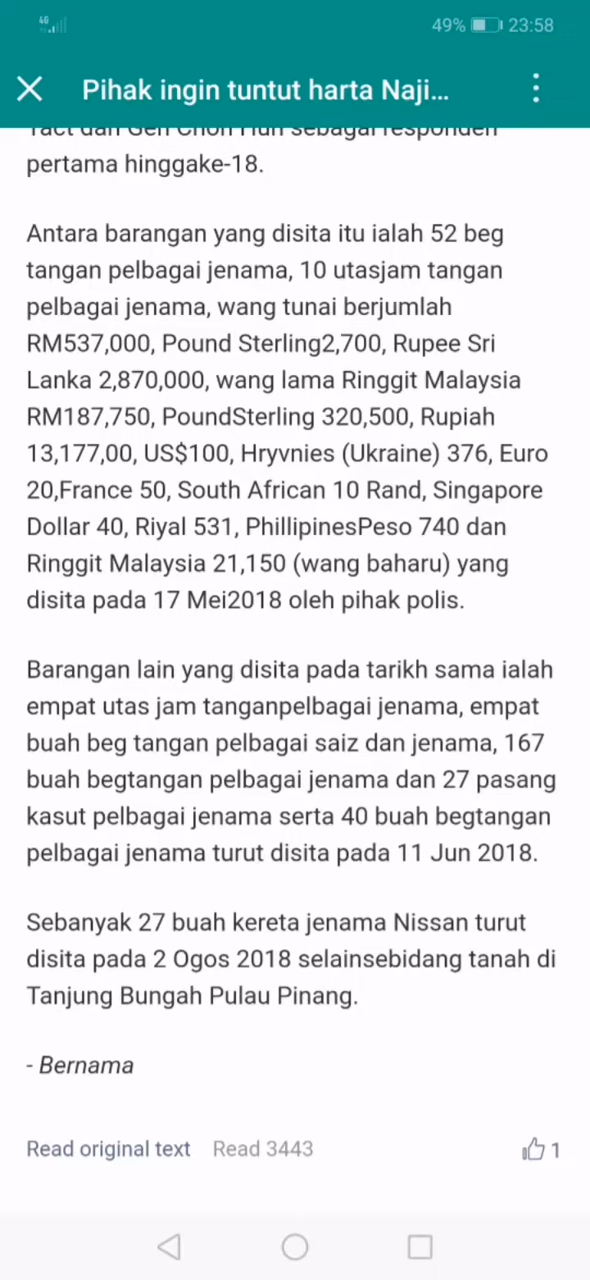 4G
49% 23:58
Pihak ingin tuntut harta Naji...
Tact dan Gen Chon Hun sebagai responden
pertama hinggake-18.
Antara barangan yang disita itu ialah 52 beg
tangan pelbagai jenama, 10 utasjam tangan
pelbagai jenama, wang tunai berjumlah
RM537,000, Pound Sterling2,700, Rupee Sri
Lanka 2,870,000, wang lama Ringgit Malaysia
RM187,750, PoundSterling 320,500, Rupiah
13,177,00, US$100, Hryvnies (Ukraine) 376, Euro
20,France 50, South African 10 Rand, Singapore
Dollar 40, Riyal 531, PhillipinesPeso 740 dan
Ringgit Malaysia 21,150 (wang baharu) yang
disita pada 17 Mei2018 oleh pihak polis.
Barangan lain yang disita pada tarikh sama ialah
empat utas jam tanganpelbagai jenama, empat
buah beg tangan pelbagai saiz dan jenama, 167
buah begtangan pelbagai jenama dan 27 pasang
kasut pelbagai jenama serta 40 buah begtangan
pelbagai jenama turut disita pada 11 Jun 2018.
Sebanyak 27 buah kereta jenama Nissan turut
disita pada 2 Ogos 2018 selainsebidang tanah di
Tanjung Bungah Pulau Pinang.
- Bernama
Read original text Read 3443 1